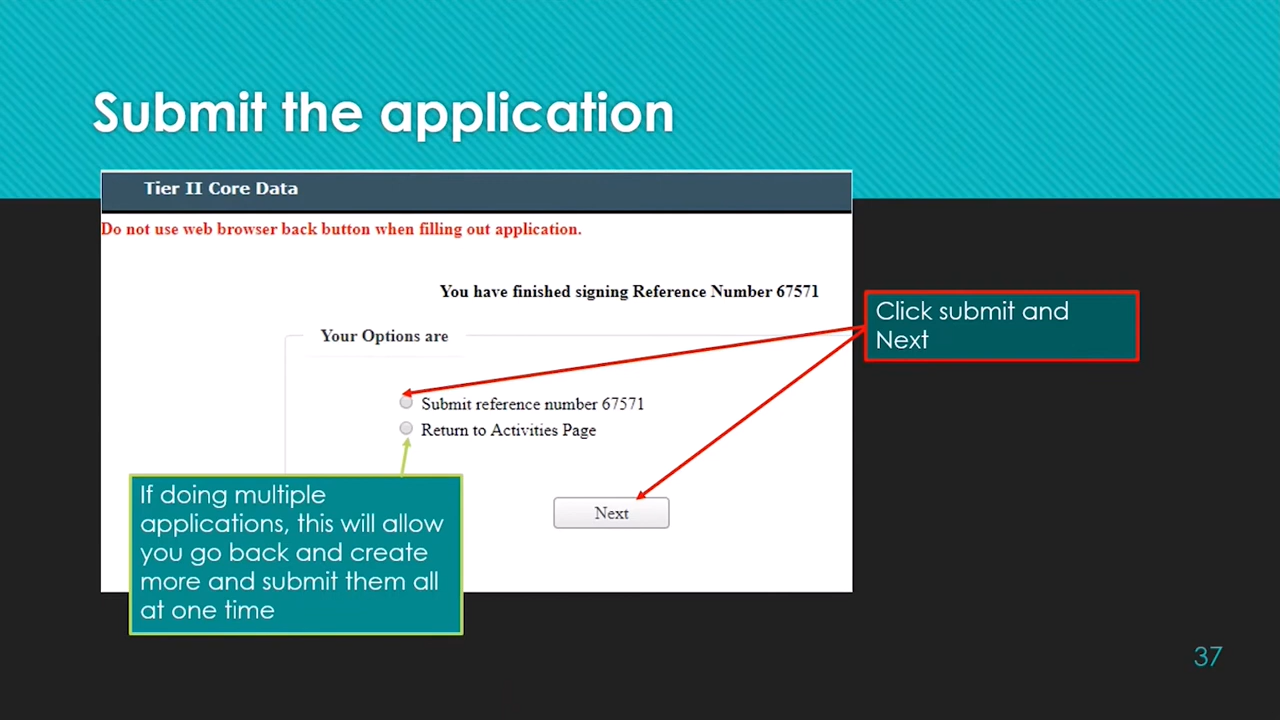 Submit the application
Tier II Core Data
Do not use web browser back button when filling out application.
You have finished signing Reference Number 67571
Your Options are
Click submit and
Next
Submit reference number 67571
Return to Activities Page
If doing multiple
applications, this will allow
you go back and create
more and submit them all
at one time
Next
37